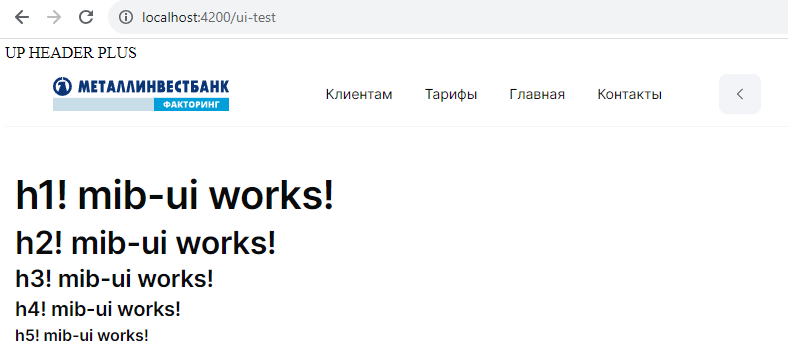 localhost:4200/ui-test
UP HEADER PLUS
МЕТАЛЛИНВЕСТБАНК
ФАКТОРИНГ
Клиентам Тарифы Главная Контакты
h1! mib-ui works!
h2! mib-ui works!
h3! mib-ui works!
h4! mib-ui works!
h5! mib-ui works!